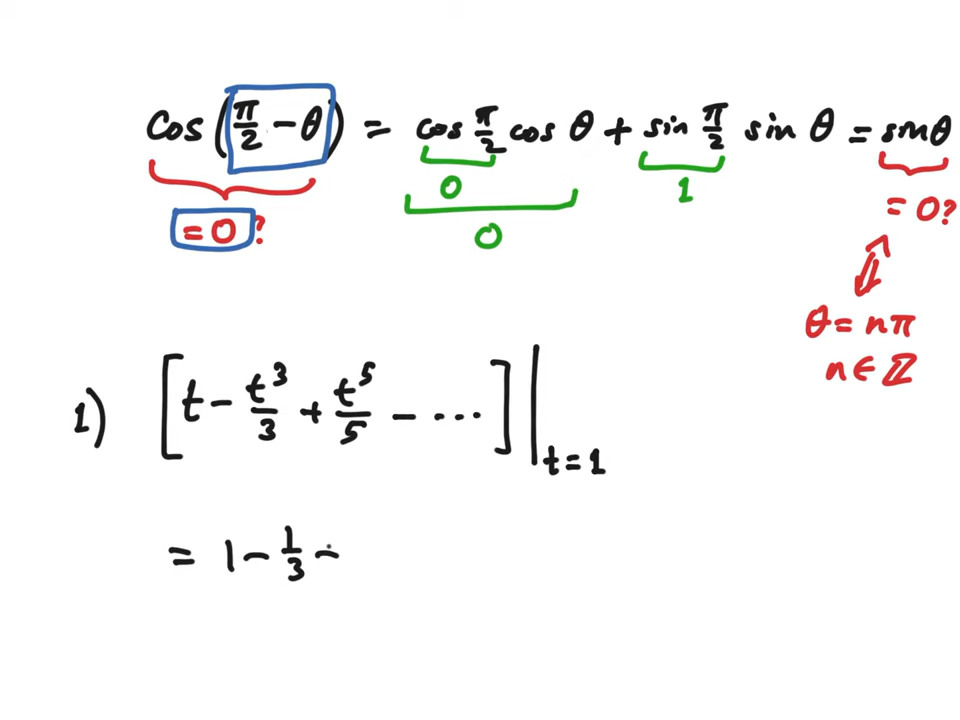 cos(π/2 − θ) = cos π/2 cos θ + sin π/2 sin θ = sinθ
0 1
= 0 ? 0 = 0?
θ = nπ
n ∈ ℤ
1) [t − t³/3 + t⁵/5 − ⋯]|t=1
= 1 − 1/3 −